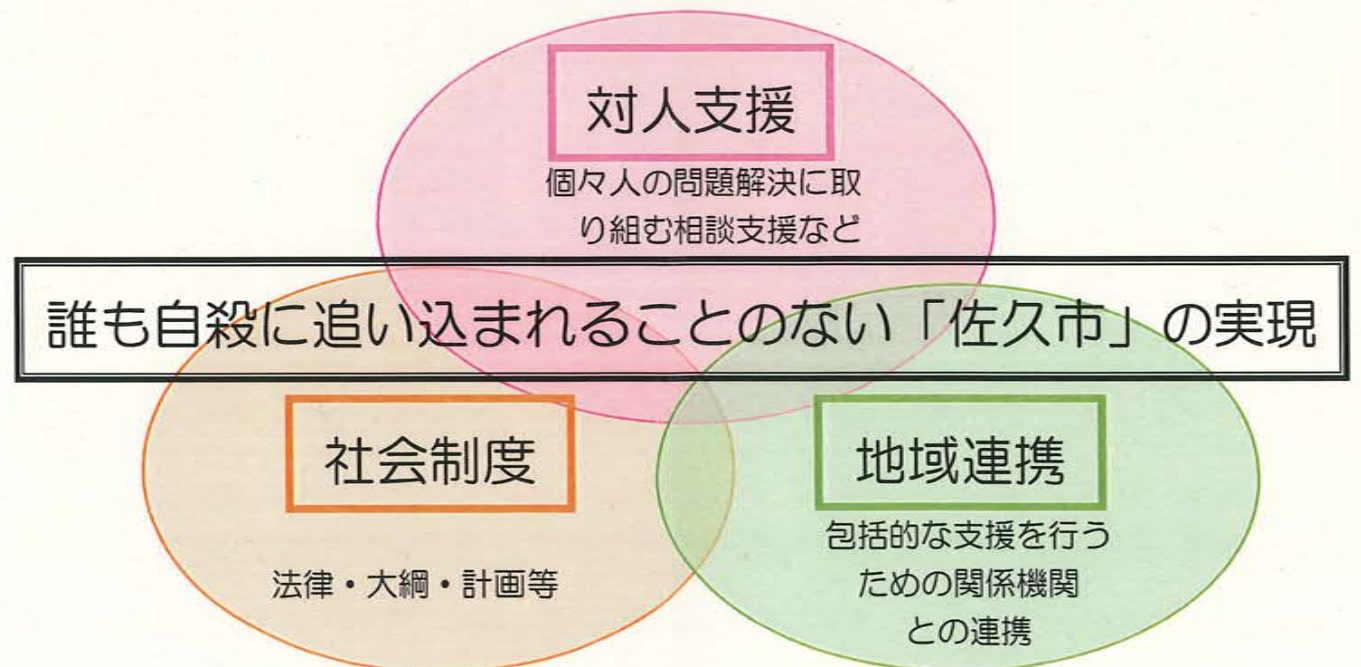 対人支援
個々人の問題解決に取
り組む相談支援など
誰も自殺に追い込まれることのない「佐久市」の実現
社会制度
法律・大綱・計画等
地域連携
包括的な支援を行う
ための関係機関
との連携